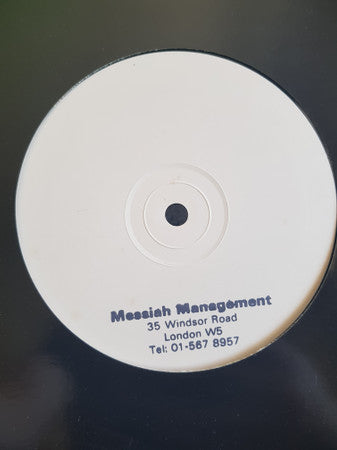 Messiah Management
35 Windsor Road
London W5
Tel: 01-567 8957